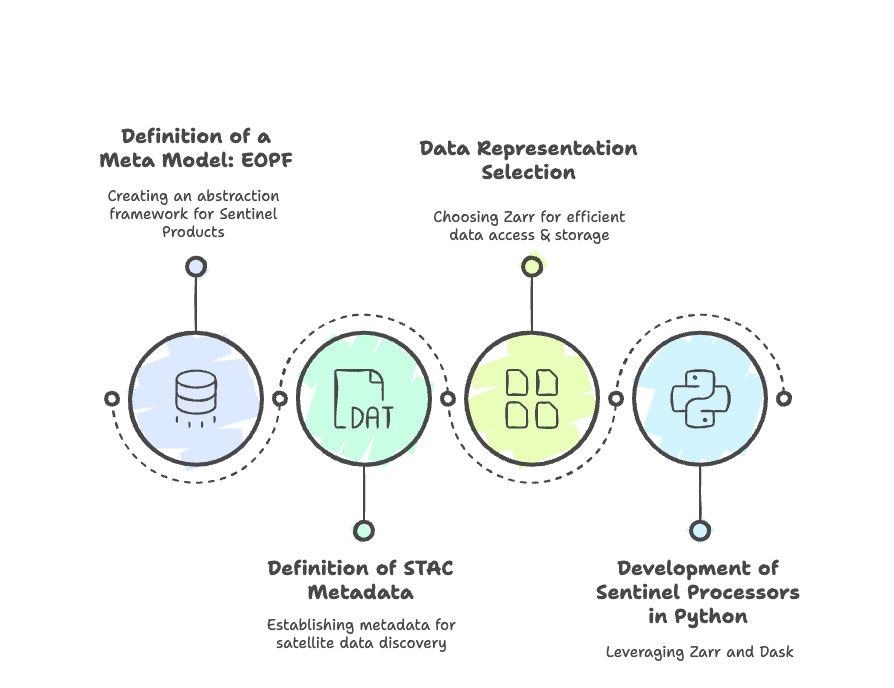 Definition of a
Meta Model: EOPF
Creating an abstraction
framework for Sentinel
Products
Data Representation
Selection
Choosing Zarr for efficient
data access & storage
DAT
Definition of STAC
Metadata
Establishing metadata for
satellite data discovery
Development of
Sentinel Processors
in Python
Leveraging Zarr and Dask